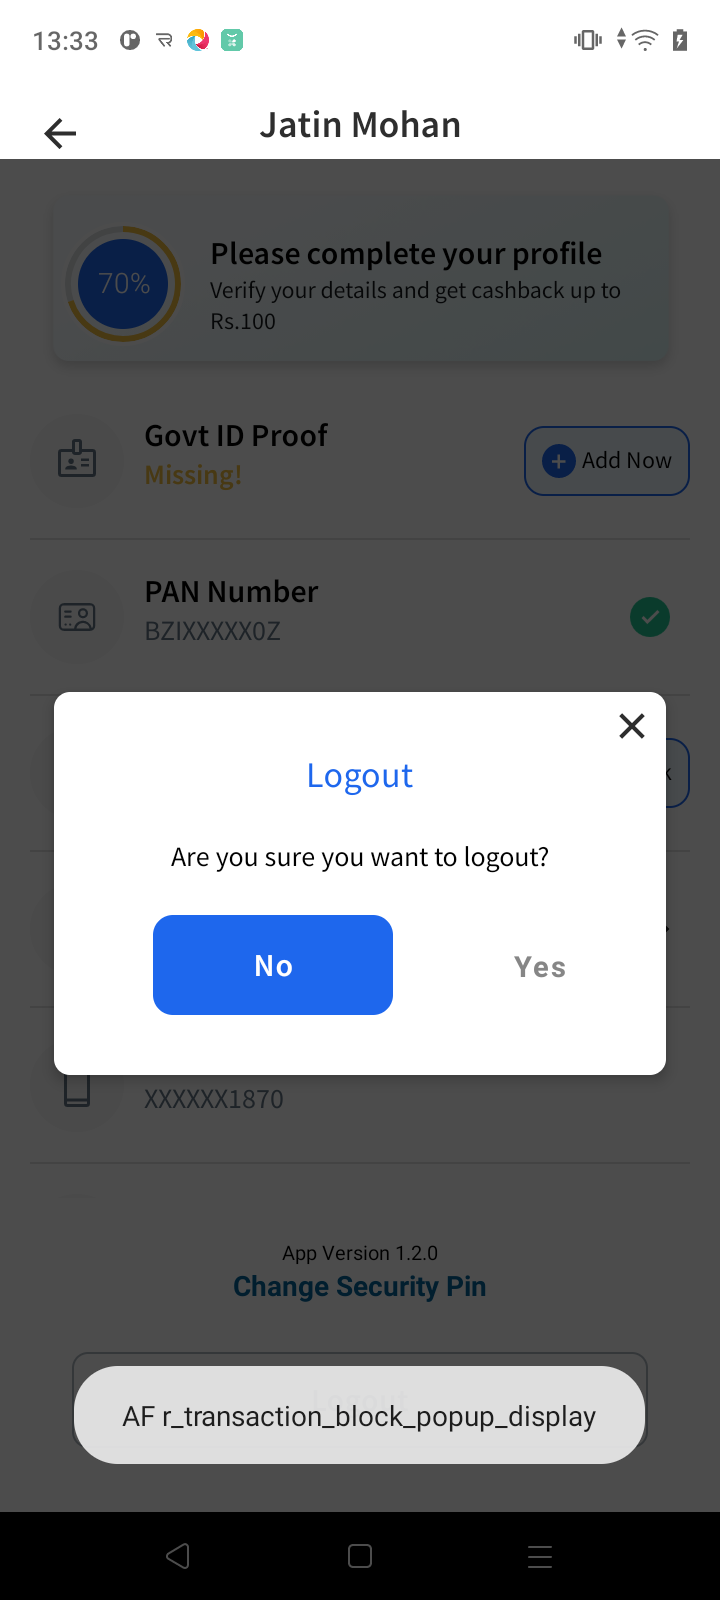 13:33
Jatin Mohan
70%
Please complete your profile
Verify your details and get cashback up to
Rs.100
Govt ID Proof
Missing!
Add Now
PAN Number
BZIXXXXX0Z
Logout
Are you sure you want to logout?
No
Yes
XXXXXX1870
App Version 1.2.0
Change Security Pin
Logout
AF r_transaction_block_popup_display